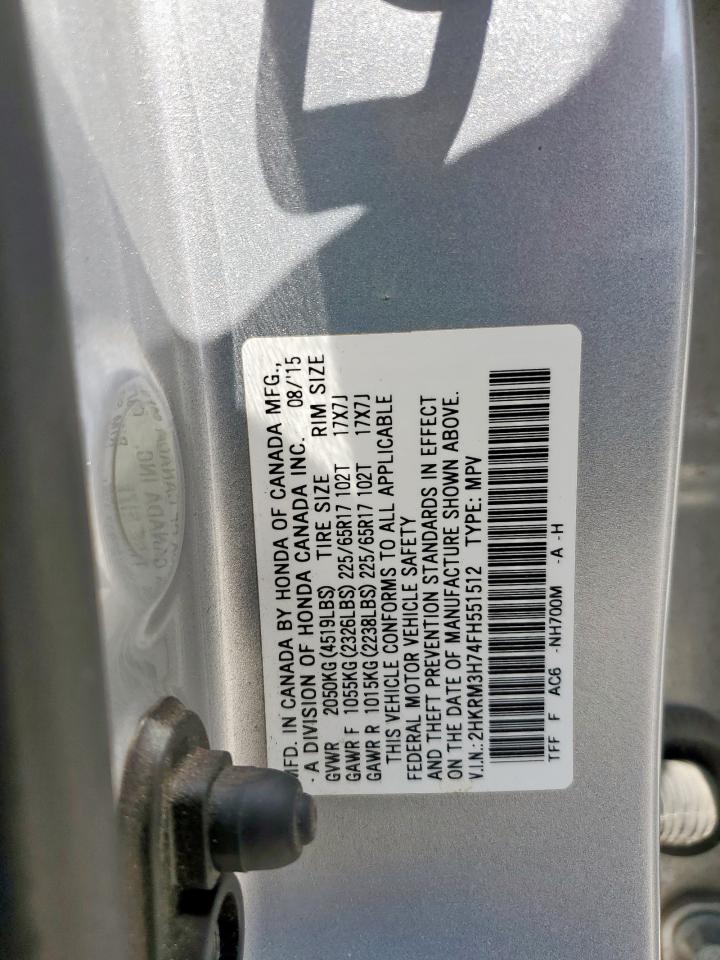 MFD. IN CANADA BY HONDA OF CANADA MFG.,
A DIVISION OF HONDA CANADA INC. 08/'15
GVWR 2050KG(4519LBS) TIRE SIZE RIM SIZE
GAWR F 1055KG(2326LBS) 225/65R17 102T 17X7J
GAWR R 1015KG(2238LBS) 225/65R17 102T 17X7J
THIS VEHICLE CONFORMS TO ALL APPLICABLE
FEDERAL MOTOR VEHICLE SAFETY
AND THEFT PREVENTION STANDARDS IN EFFECT
ON THE DATE OF MANUFACTURE SHOWN ABOVE.
V.I.N.: 2HKRM3H74FH551512 TYPE: MPV
TFF F AC6 -NH700M -A -H
CANADA INC